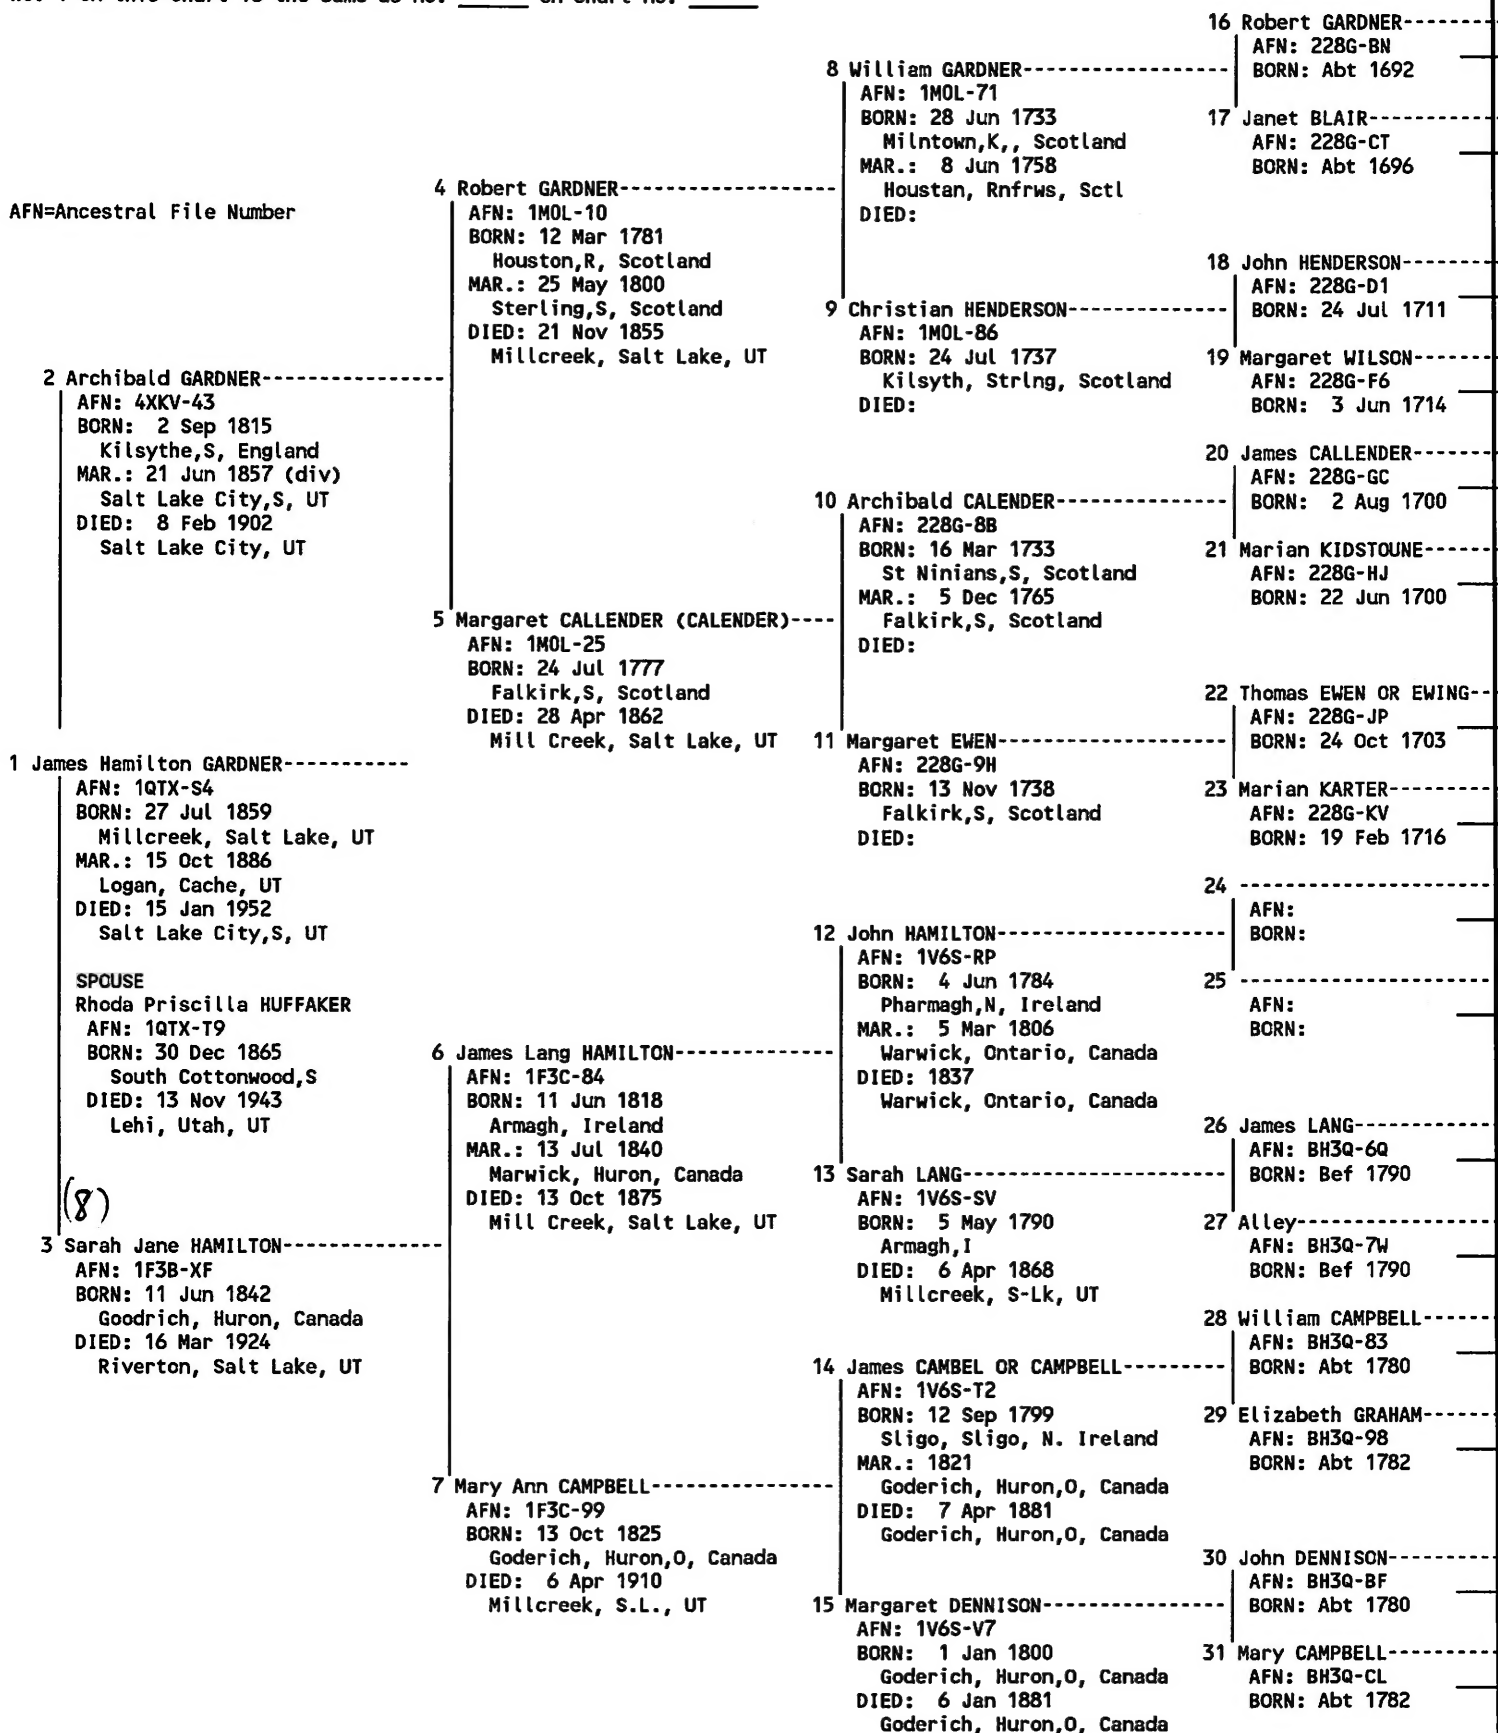 AFN=Ancestral File Number
1 James Hamilton GARDNER
AFN: 1QTX-S4
BORN: 27 Jul 1859
Millcreek, Salt Lake, UT
MAR.: 15 Oct 1886
Logan, Cache, UT
DIED: 15 Jan 1952
Salt Lake City,S, UT
SPOUSE
Rhoda Priscilla HUFFAKER
AFN: 1QTX-T9
BORN: 30 Dec 1865
South Cottonwood,S
DIED: 13 Nov 1943
Lehi, Utah, UT
2 Archibald GARDNER
AFN: 4XKV-43
BORN: 2 Sep 1815
Kilsythe,S, England
MAR.: 21 Jun 1857 (div)
Salt Lake City,S, UT
DIED: 8 Feb 1902
Salt Lake City, UT
(8)
3 Sarah Jane HAMILTON
AFN: 1F3B-XF
BORN: 11 Jun 1842
Goodrich, Huron, Canada
DIED: 16 Mar 1924
Riverton, Salt Lake, UT
4 Robert GARDNER
AFN: 1MOL-10
BORN: 12 Mar 1781
Houston,R, Scotland
MAR.: 25 May 1800
Sterling,S, Scotland
DIED: 21 Nov 1855
Millcreek, Salt Lake, UT
5 Margaret CALLENDER (CALENDER)
AFN: 1MOL-25
BORN: 24 Jul 1777
Falkirk,S, Scotland
DIED: 28 Apr 1862
Mill Creek, Salt Lake, UT
6 James Lang HAMILTON
AFN: 1F3C-84
BORN: 11 Jun 1818
Armagh, Ireland
MAR.: 13 Jul 1840
Marwick, Huron, Canada
DIED: 13 Oct 1875
Mill Creek, Salt Lake, UT
7 Mary Ann CAMPBELL
AFN: 1F3C-99
BORN: 13 Oct 1825
Goderich, Huron,O, Canada
DIED: 6 Apr 1910
Millcreek, S.L., UT
8 William GARDNER
AFN: 1MOL-71
BORN: 28 Jun 1733
Milntown,K,, Scotland
MAR.: 8 Jun 1758
Houstan, Rnfrws, Sctl
DIED:
9 Christian HENDERSON
AFN: 1MOL-86
BORN: 24 Jul 1737
Kilsyth, Strlng, Scotland
DIED:
10 Archibald CALENDER
AFN: 228G-8B
BORN: 16 Mar 1733
St Ninians,S, Scotland
MAR.: 5 Dec 1765
Falkirk,S, Scotland
DIED:
11 Margaret EWEN
AFN: 228G-9H
BORN: 13 Nov 1738
Falkirk,S, Scotland
DIED:
12 John HAMILTON
AFN: 1V6S-RP
BORN: 4 Jun 1784
Pharmagh,N, Ireland
MAR.: 5 Mar 1806
Warwick, Ontario, Canada
DIED: 1837
Warwick, Ontario, Canada
13 Sarah LANG
AFN: 1V6S-SV
BORN: 5 May 1790
Armagh,I
DIED: 6 Apr 1868
Millcreek, S-Lk, UT
14 James CAMBEL OR CAMPBELL
AFN: 1V6S-T2
BORN: 12 Sep 1799
Sligo, Sligo, N. Ireland
MAR.: 1821
Goderich, Huron,O, Canada
DIED: 7 Apr 1881
Goderich, Huron,O, Canada
15 Margaret DENNISON
AFN: 1V6S-V7
BORN: 1 Jan 1800
Goderich, Huron,O, Canada
DIED: 6 Jan 1881
Goderich, Huron,O, Canada
16 Robert GARDNER
AFN: 228G-BN
BORN: Abt 1692
17 Janet BLAIR
AFN: 228G-CT
BORN: Abt 1696
18 John HENDERSON
AFN: 228G-D1
BORN: 24 Jul 1711
19 Margaret WILSON
AFN: 228G-F6
BORN: 3 Jun 1714
20 James CALLENDER
AFN: 228G-GC
BORN: 2 Aug 1700
21 Marian KIDSTOUNE
AFN: 228G-HJ
BORN: 22 Jun 1700
22 Thomas EWEN OR EWING
AFN: 228G-JP
BORN: 24 Oct 1703
23 Marian KARTER
AFN: 228G-KV
BORN: 19 Feb 1716
24
AFN:
BORN:
25
AFN:
BORN:
26 James LANG
AFN: BH3Q-6Q
BORN: Bef 1790
27 Alley
AFN: BH3Q-7W
BORN: Bef 1790
28 William CAMPBELL
AFN: BH3Q-83
BORN: Abt 1780
29 Elizabeth GRAHAM
AFN: BH3Q-98
BORN: Abt 1782
30 John DENNISON
AFN: BH3Q-BF
BORN: Abt 1780
31 Mary CAMPBELL
AFN: BH3Q-CL
BORN: Abt 1782